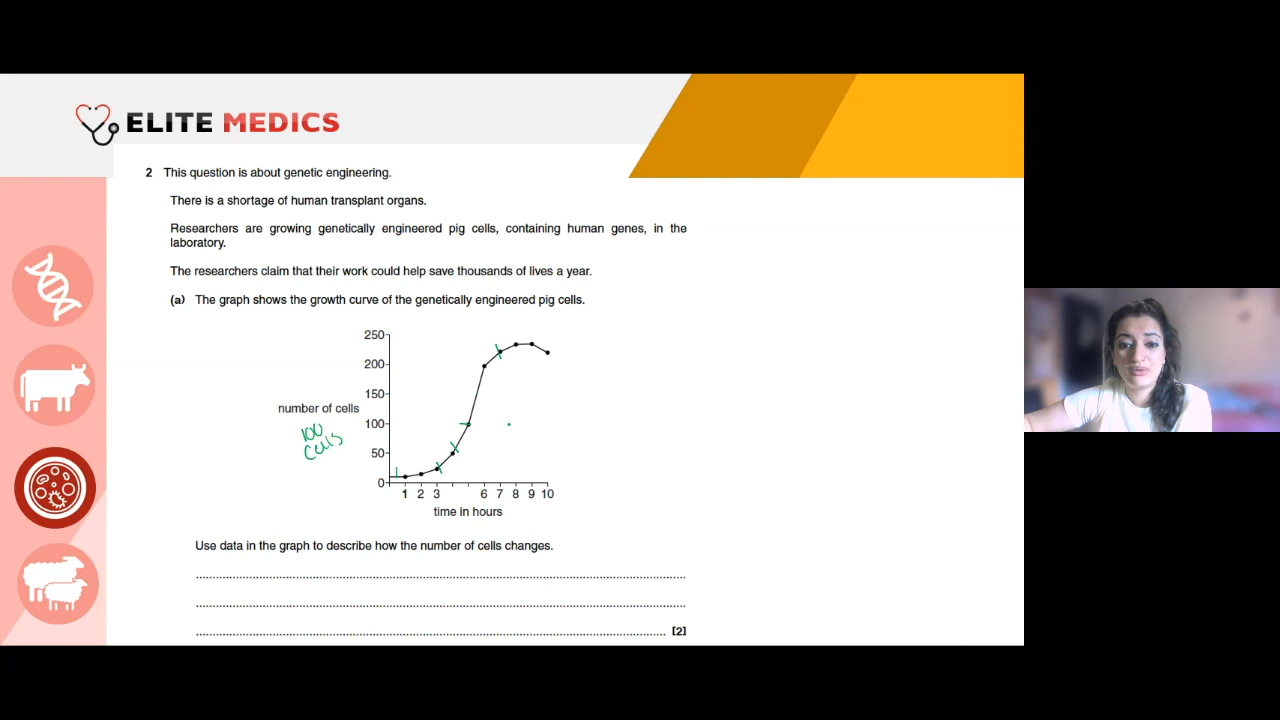 ELITE MEDICS
2 This question is about genetic engineering.
There is a shortage of human transplant organs.
Researchers are growing genetically engineered pig cells, containing human genes, in the
laboratory.
The researchers claim that their work could help save thousands of lives a year.
(a) The graph shows the growth curve of the genetically engineered pig cells.
250
200
150
number of cells
100
100
cells
50
0
1 2 3 6 7 8 9 10
time in hours
Use data in the graph to describe how the number of cells changes.
[2]